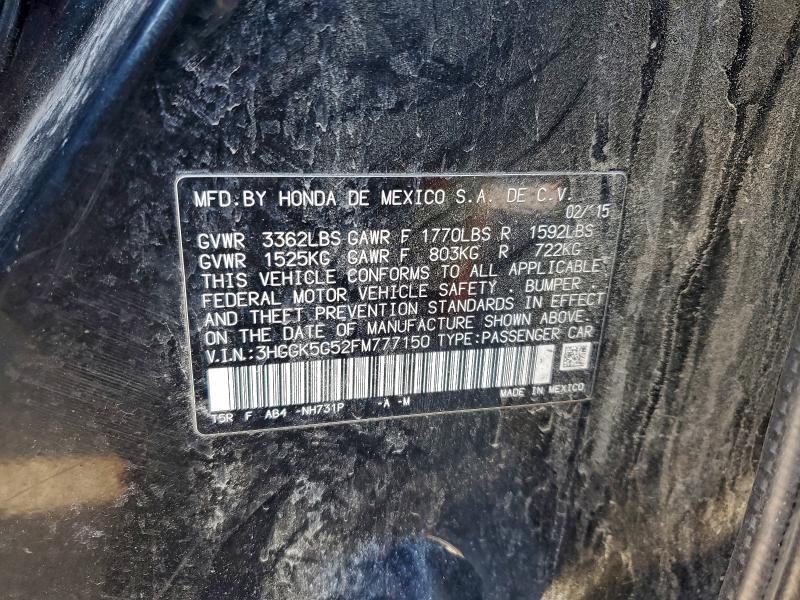 MFD.BY HONDA DE MEXICO S.A. DE C.V.
02/'15
GVWR 3362LBS GAWR F 1770LBS R 1592LBS
GVWR 1525KG GAWR F 803KG R 722KG
THIS VEHICLE CONFORMS TO ALL APPLICABLE
FEDERAL MOTOR VEHICLE SAFETY . BUMPER .
AND THEFT PREVENTION STANDARDS IN EFFECT
ON THE DATE OF MANUFACTURE SHOWN ABOVE.
V.I.N.:3HGGK5G52FM777150 TYPE:PASSENGER CAR
MADE IN MEXICO
T5R F AB4 -NH731P -A -M